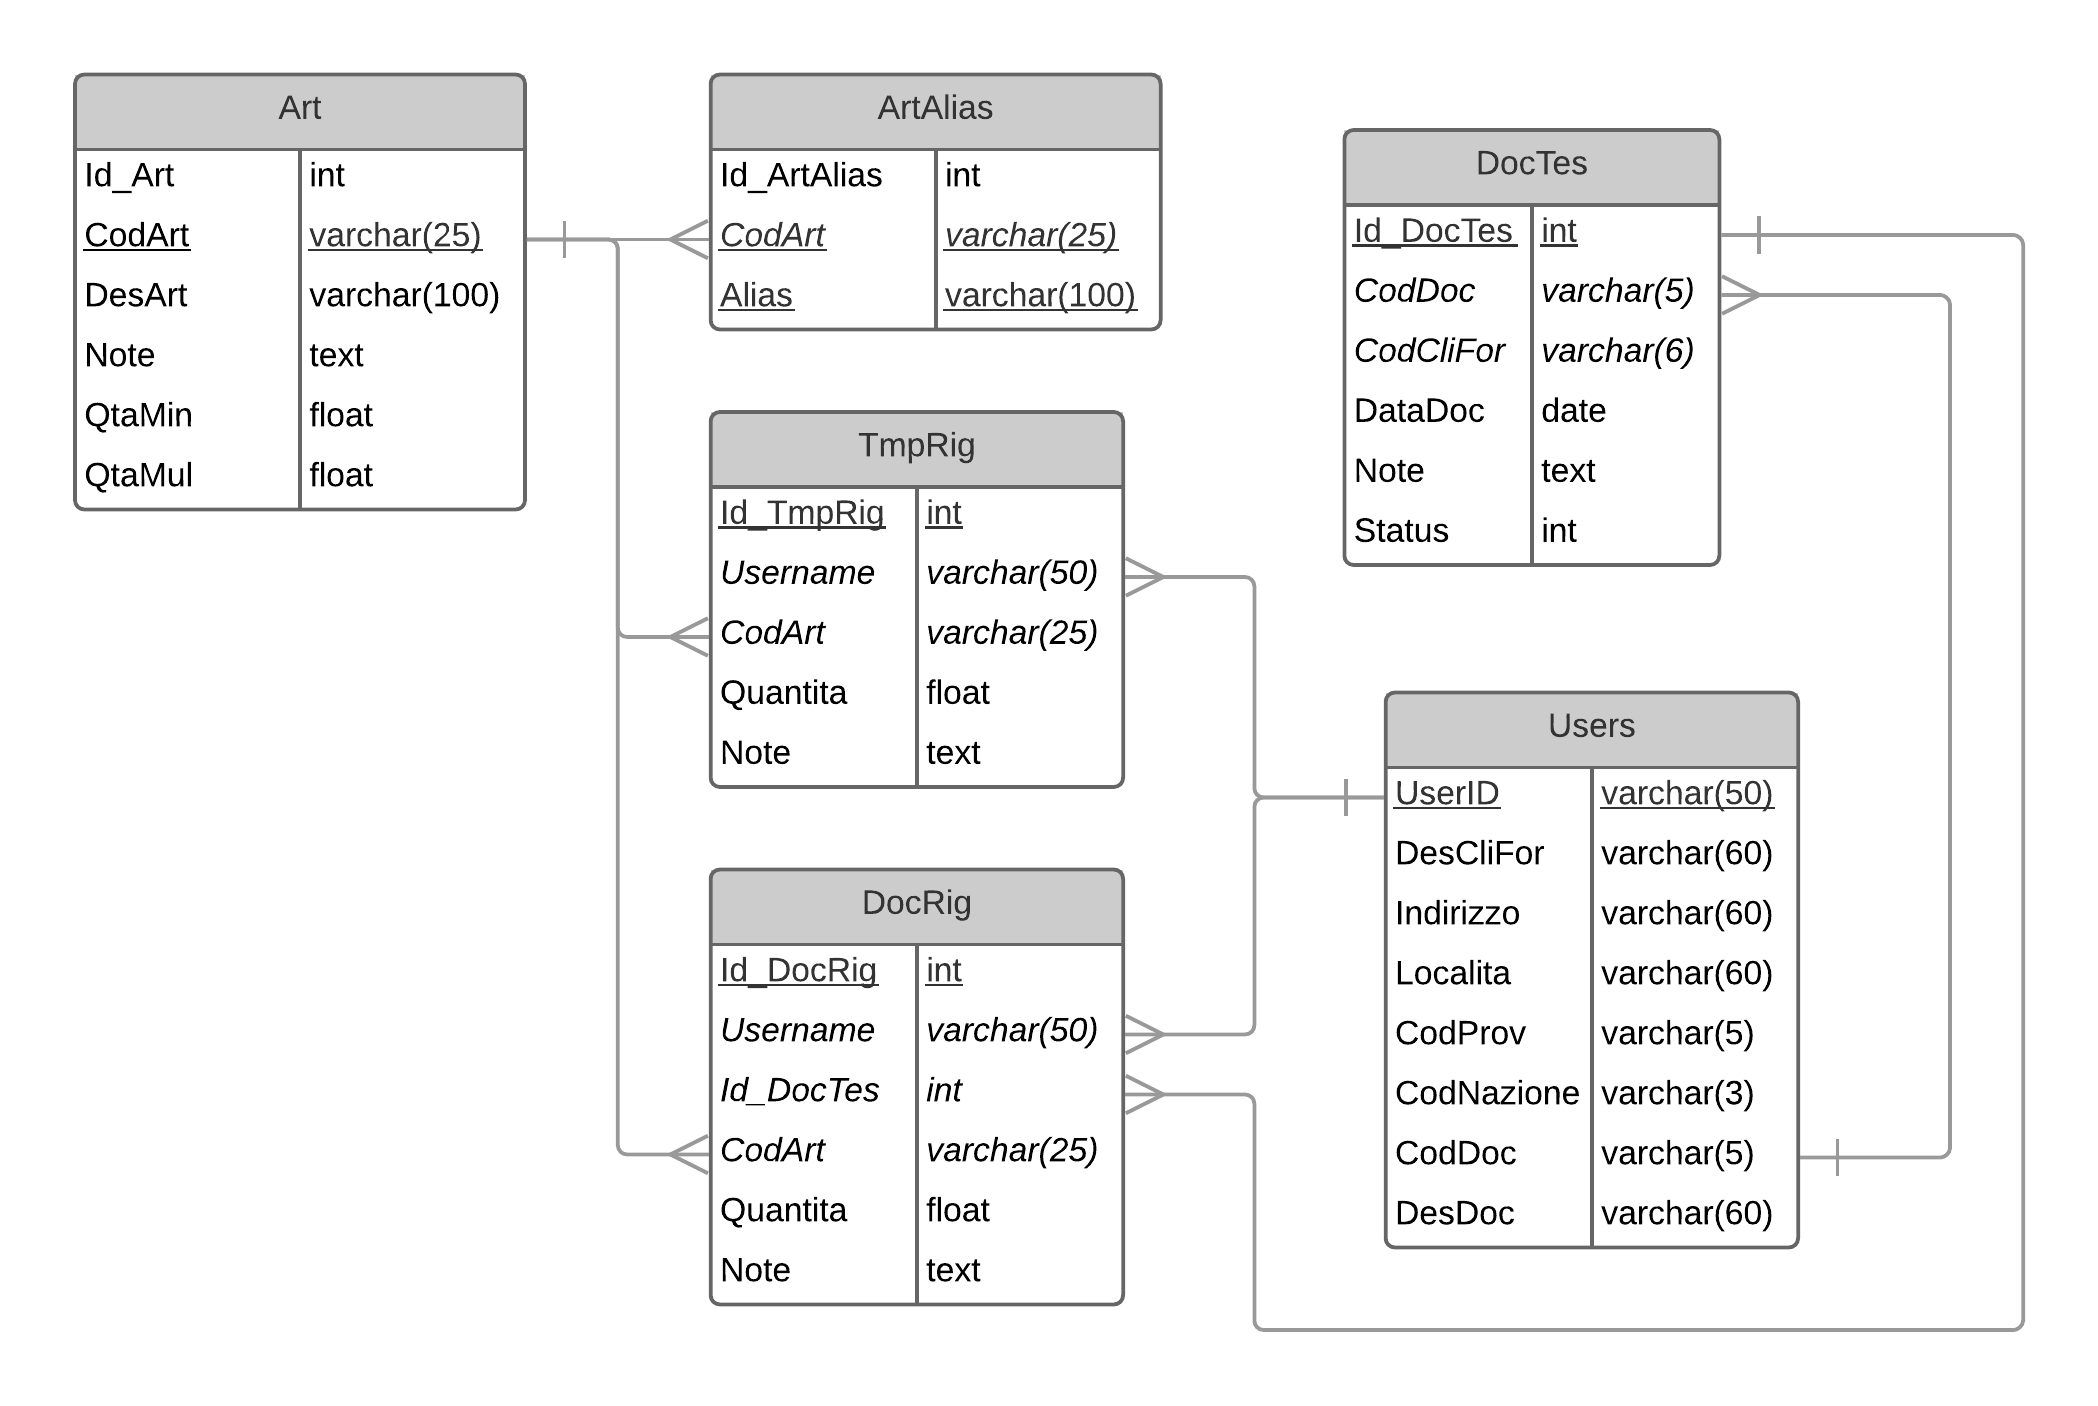 Art
Id_Art int
CodArt varchar(25)
DesArt varchar(100)
Note text
QtaMin float
QtaMul float
ArtAlias
Id_ArtAlias int
CodArt varchar(25)
Alias varchar(100)
DocTes
Id_DocTes int
CodDoc varchar(5)
CodCliFor varchar(6)
DataDoc date
Note text
Status int
TmpRig
Id_TmpRig int
Username varchar(50)
CodArt varchar(25)
Quantita float
Note text
Users
UserID varchar(50)
DesCliFor varchar(60)
Indirizzo varchar(60)
Localita varchar(60)
CodProv varchar(5)
CodNazione varchar(3)
CodDoc varchar(5)
DesDoc varchar(60)
DocRig
Id_DocRig int
Username varchar(50)
Id_DocTes int
CodArt varchar(25)
Quantita float
Note text